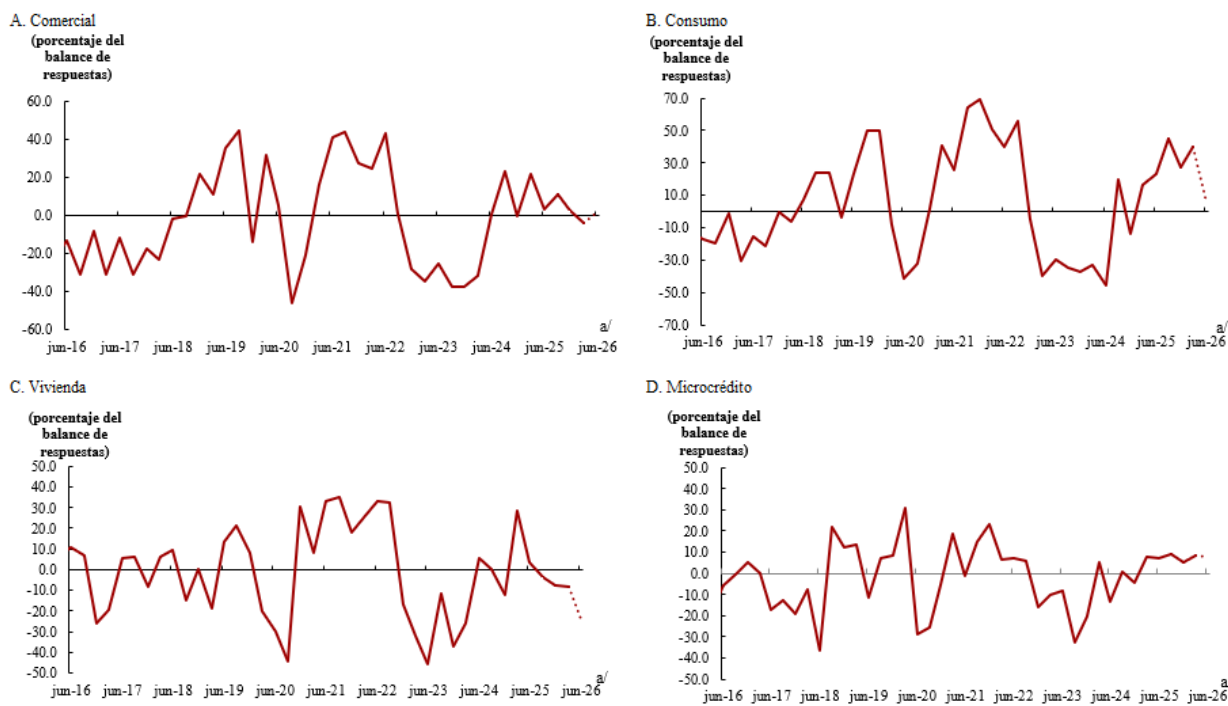 A. Comercial
(porcentaje del
balance de
respuestas)
60.0
40.0
20.0
0.0
-20.0
-40.0
-60.0
a/
jun-16 jun-17 jun-18 jun-19 jun-20 jun-21 jun-22 jun-23 jun-24 jun-25 jun-26
B. Consumo
(porcentaje del
balance de
respuestas)
70.0
50.0
30.0
10.0
-10.0
-30.0
-50.0
-70.0
a/
jun-16 jun-17 jun-18 jun-19 jun-20 jun-21 jun-22 jun-23 jun-24 jun-25 jun-26
C. Vivienda
(porcentaje del
balance de
respuestas)
50.0
40.0
30.0
20.0
10.0
0.0
-10.0
-20.0
-30.0
-40.0
-50.0
a/
jun-16 jun-17 jun-18 jun-19 jun-20 jun-21 jun-22 jun-23 jun-24 jun-25 jun-26
D. Microcrédito
(porcentaje del
balance de
respuestas)
50.0
40.0
30.0
20.0
10.0
0.0
-10.0
-20.0
-30.0
-40.0
-50.0
a
jun-16 jun-17 jun-18 jun-19 jun-20 jun-21 jun-22 jun-23 jun-24 jun-25 jun-26